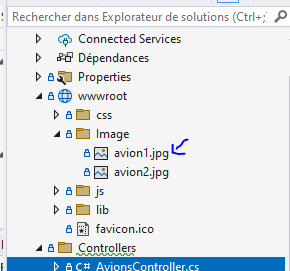 Rechercher dans Explorateur de solutions (Ctrl+;)
Connected Services
Dépendances
Properties
wwwroot
css
Image
avion1.jpg
avion2.jpg
js
lib
favicon.ico
Controllers
C# AvionsController.cs